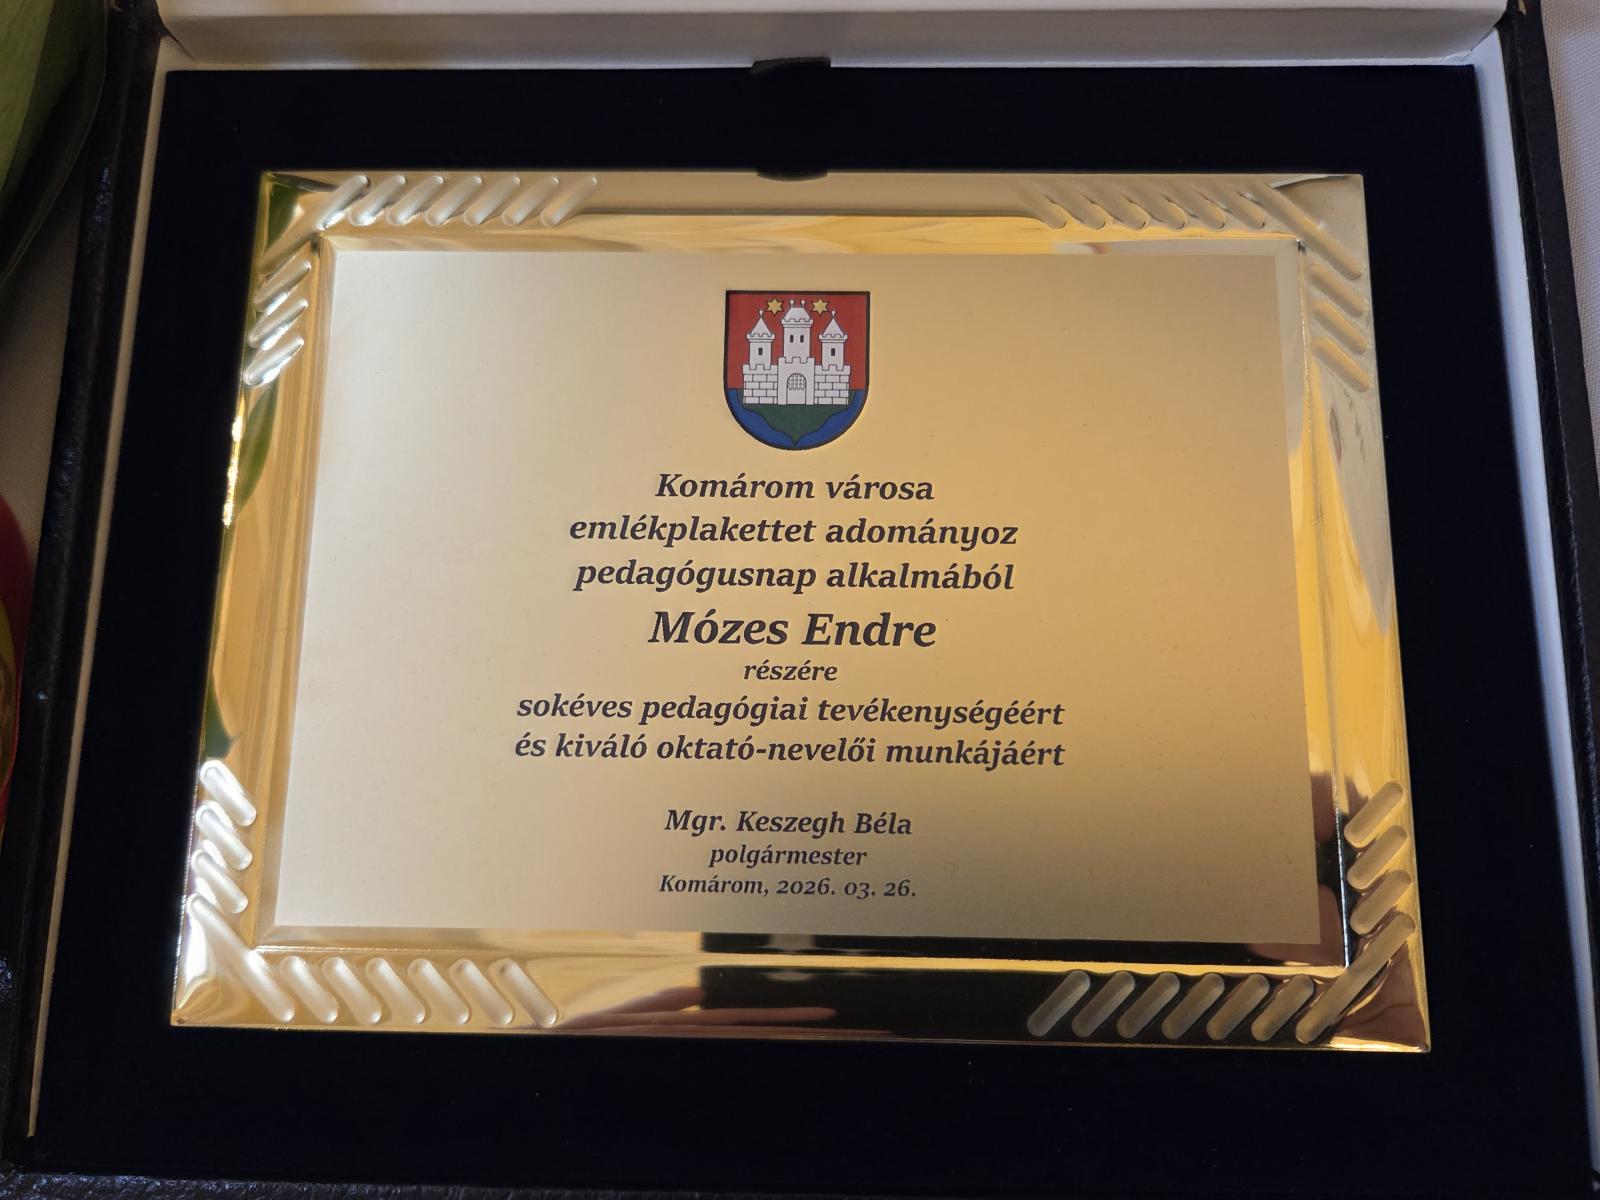 Komárom városa
emlékplakettet adományoz
pedagógusnap alkalmából
Mózes Endre
részére
sokéves pedagógiai tevékenységéért
és kiváló oktató-nevelői munkájáért
Mgr. Keszegh Béla
polgármester
Komárom, 2026. 03. 26.